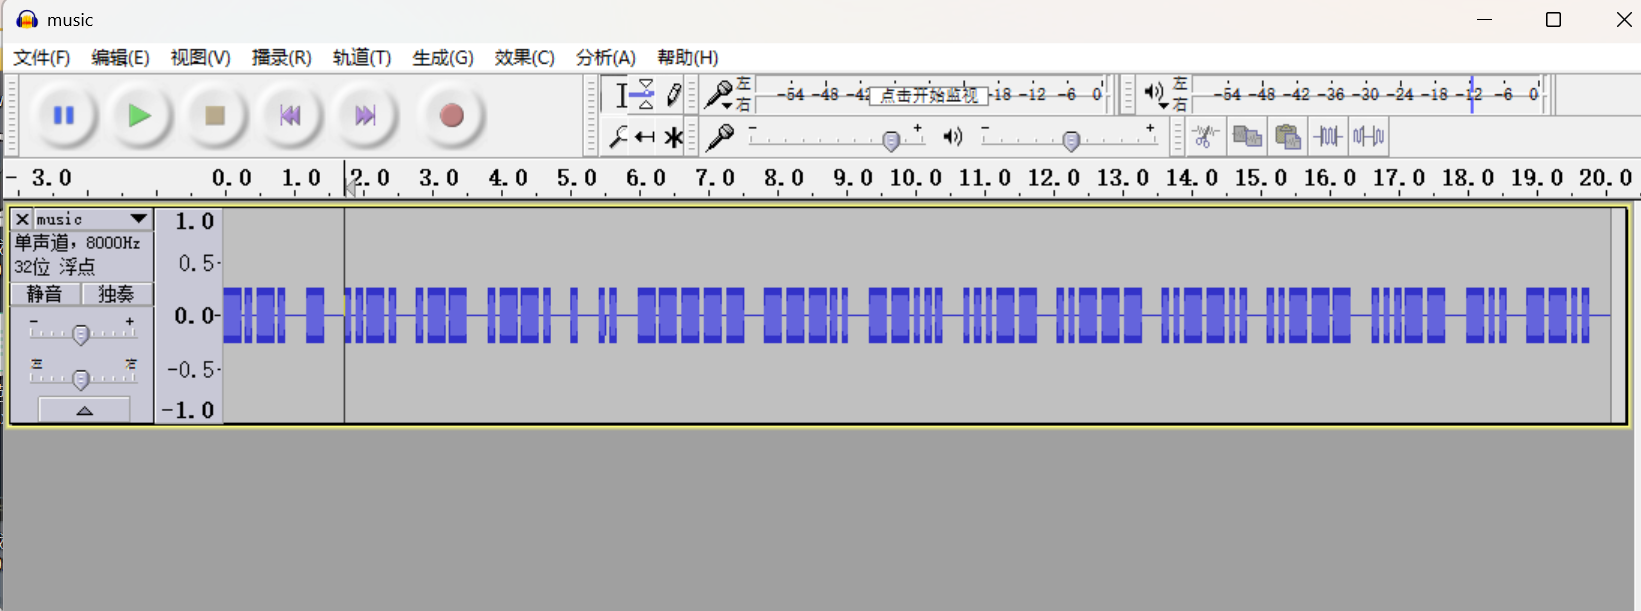 music
文件(F) 编辑(E) 视图(V) 播录(R) 轨道(T) 生成(G) 效果(C) 分析(A) 帮助(H)
左 -54 -48 -42 点击开始监视 -18 -12 -6 0 左 -54 -48 -42 -36 -30 -24 -18 -12 -6 0
右 右
- + - +
- 3.0 0.0 1.0 2.0 3.0 4.0 5.0 6.0 7.0 8.0 9.0 10.0 11.0 12.0 13.0 14.0 15.0 16.0 17.0 18.0 19.0 20.0
music 1.0
单声道, 8000Hz
32位 浮点 0.5-
静音 独奏
- + 0.0-
左 右 -0.5-
-1.0